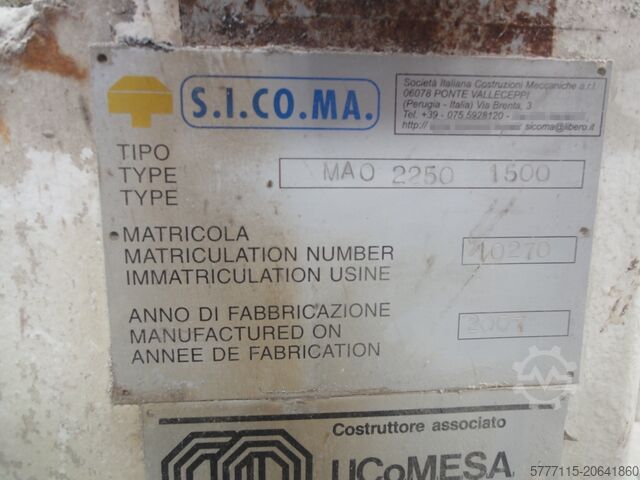 S.I.CO.MA.
Società Italiana Costruzioni Meccaniche a.r.l.
06078 PONTE VALLECEPPI
(Perugia - Italia) Via Brenta, 3
Tel. +39 - 075.5928120 -
http:// sicoma@libero.it
TIPO
TYPE MAO 2250 1500
TYPE
MATRICOLA
MATRICULATION NUMBER 10270
IMMATRICULATION USINE
ANNO DI FABBRICAZIONE
MANUFACTURED ON 2007
ANNEE DE FABRICATION
Costruttore associato
UCoMESA
5777115-20641860